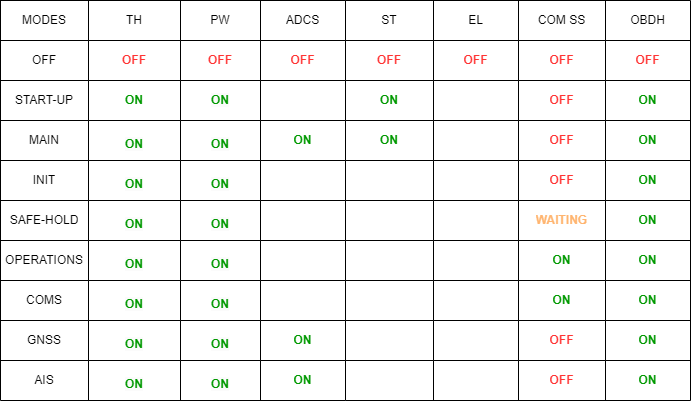 MODES TH PW ADCS ST EL COM SS OBDH
OFF OFF OFF OFF OFF OFF OFF OFF
START-UP ON ON ON OFF ON
MAIN ON ON ON ON OFF ON
INIT ON ON OFF ON
SAFE-HOLD ON ON WAITING ON
OPERATIONS ON ON ON ON
COMS ON ON ON ON
GNSS ON ON ON OFF ON
AIS ON ON ON OFF ON